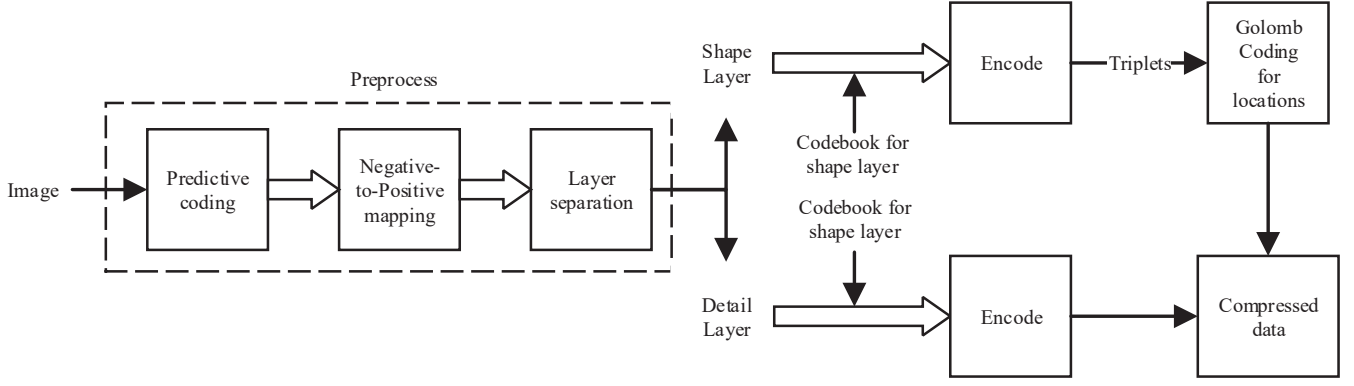 Preprocess
Image
Predictive
coding
Negative-
to-Positive
mapping
Layer
separation
Shape
Layer
Codebook for
shape layer
Encode
Triplets
Golomb
Coding
for
locations
Detail
Layer
Codebook for
shape layer
Encode
Compressed
data